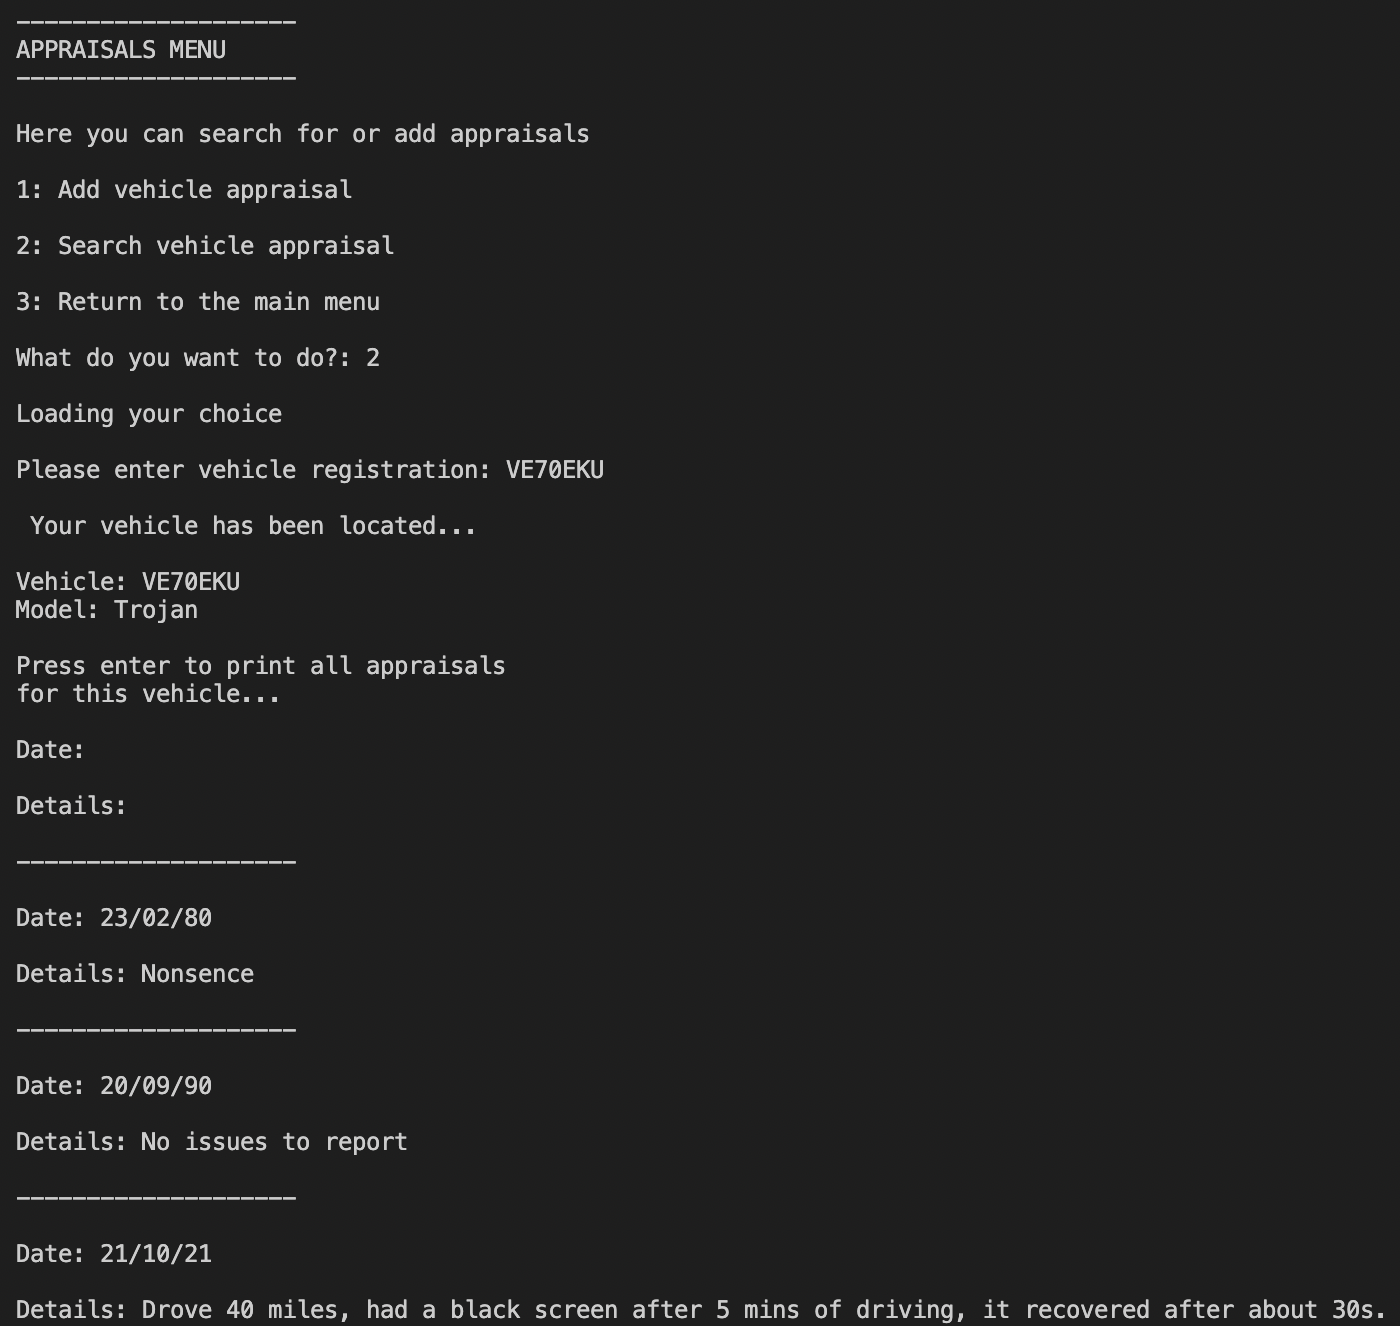 --------------------
APPRAISALS MENU
--------------------
Here you can search for or add appraisals
1: Add vehicle appraisal
2: Search vehicle appraisal
3: Return to the main menu
What do you want to do?: 2
Loading your choice
Please enter vehicle registration: VE70EKU
Your vehicle has been located...
Vehicle: VE70EKU
Model: Trojan
Press enter to print all appraisals
for this vehicle...
Date:
Details:
--------------------
Date: 23/02/80
Details: Nonsence
--------------------
Date: 20/09/90
Details: No issues to report
--------------------
Date: 21/10/21
Details: Drove 40 miles, had a black screen after 5 mins of driving, it recovered after about 30s.